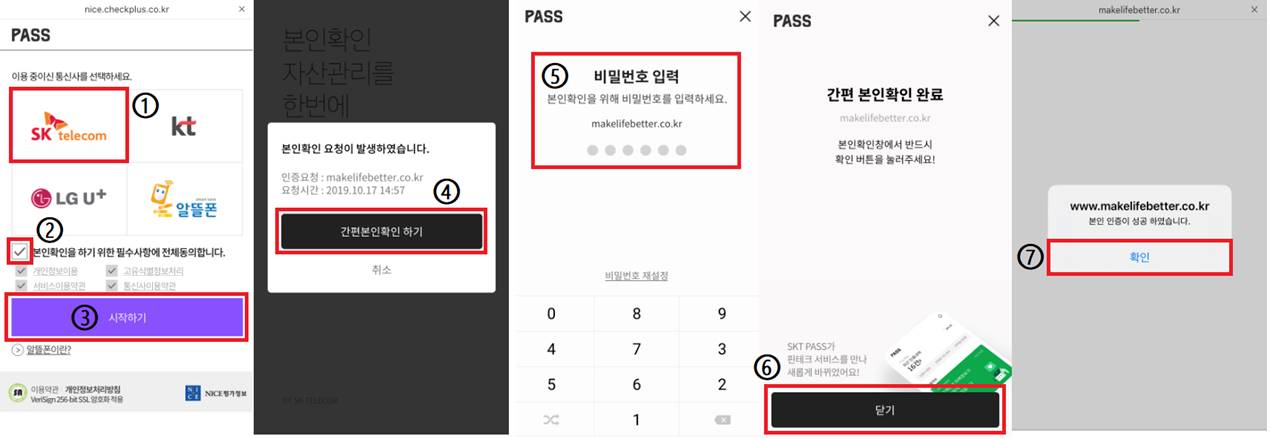 nice.checkplus.co.kr
×
PASS
이용 중이신 통신사를 선택하세요.
①
SK telecom
kt
LG U+
알뜰폰
②
본인확인을 하기 위한 필수사항에 전체동의합니다.
개인정보이용
고유식별정보처리
서비스이용약관
통신사이용약관
③
시작하기
알뜰폰이란?
이용약관
개인정보처리방침
VeriSign 256-bit SSL 암호화 적용
NICE
NICE평가정보
본인확인
자산관리를
한번에
본인확인 요청이 발생하였습니다.
인증요청 : makelifebetter.co.kr
요청시간 : 2019.10.17 14:57
④
간편본인확인 하기
취소
BY SK TELECOM
PASS
⑤
비밀번호 입력
본인확인을 위해 비밀번호를 입력하세요.
makelifebetter.co.kr
비밀번호 재설정
0 8 9
4 7 3
5 6 2
1
PASS
간편 본인확인 완료
makelifebetter.co.kr
본인확인창에서 반드시
확인 버튼을 눌러주세요!
SKT PASS가
핀테크 서비스를 만나
새롭게 바뀌었어요!
PASS
⑥
닫기
makelifebetter.co.kr
×
www.makelifebetter.co.kr
본인 인증이 성공 하였습니다.
⑦
확인